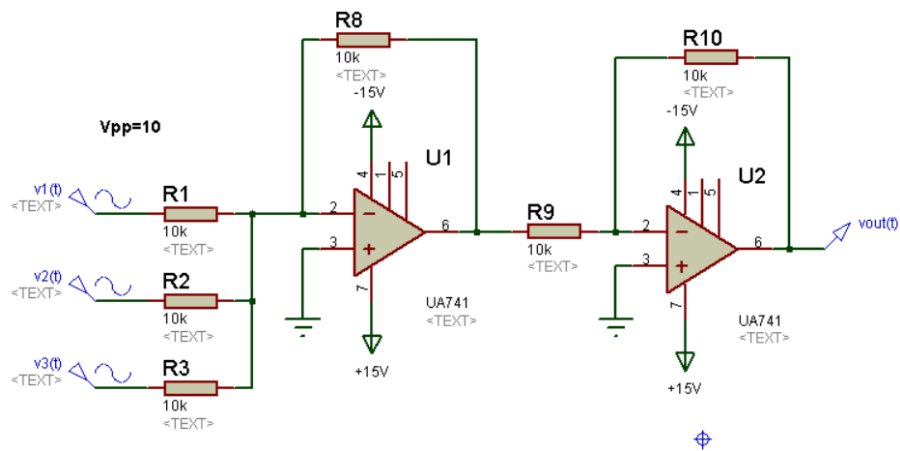 R8
10k
<TEXT>
-15V
R10
10k
<TEXT>
-15V
Vpp=10
U1
4
1
5
U2
4
1
5
v1(t)
<TEXT>
R1
10k
<TEXT>
2
3
6
7
R9
10k
<TEXT>
2
3
6
7
vout(t)
v2(t)
<TEXT>
R2
10k
<TEXT>
UA741
<TEXT>
UA741
<TEXT>
v3(t)
<TEXT>
R3
10k
<TEXT>
+15V
+15V